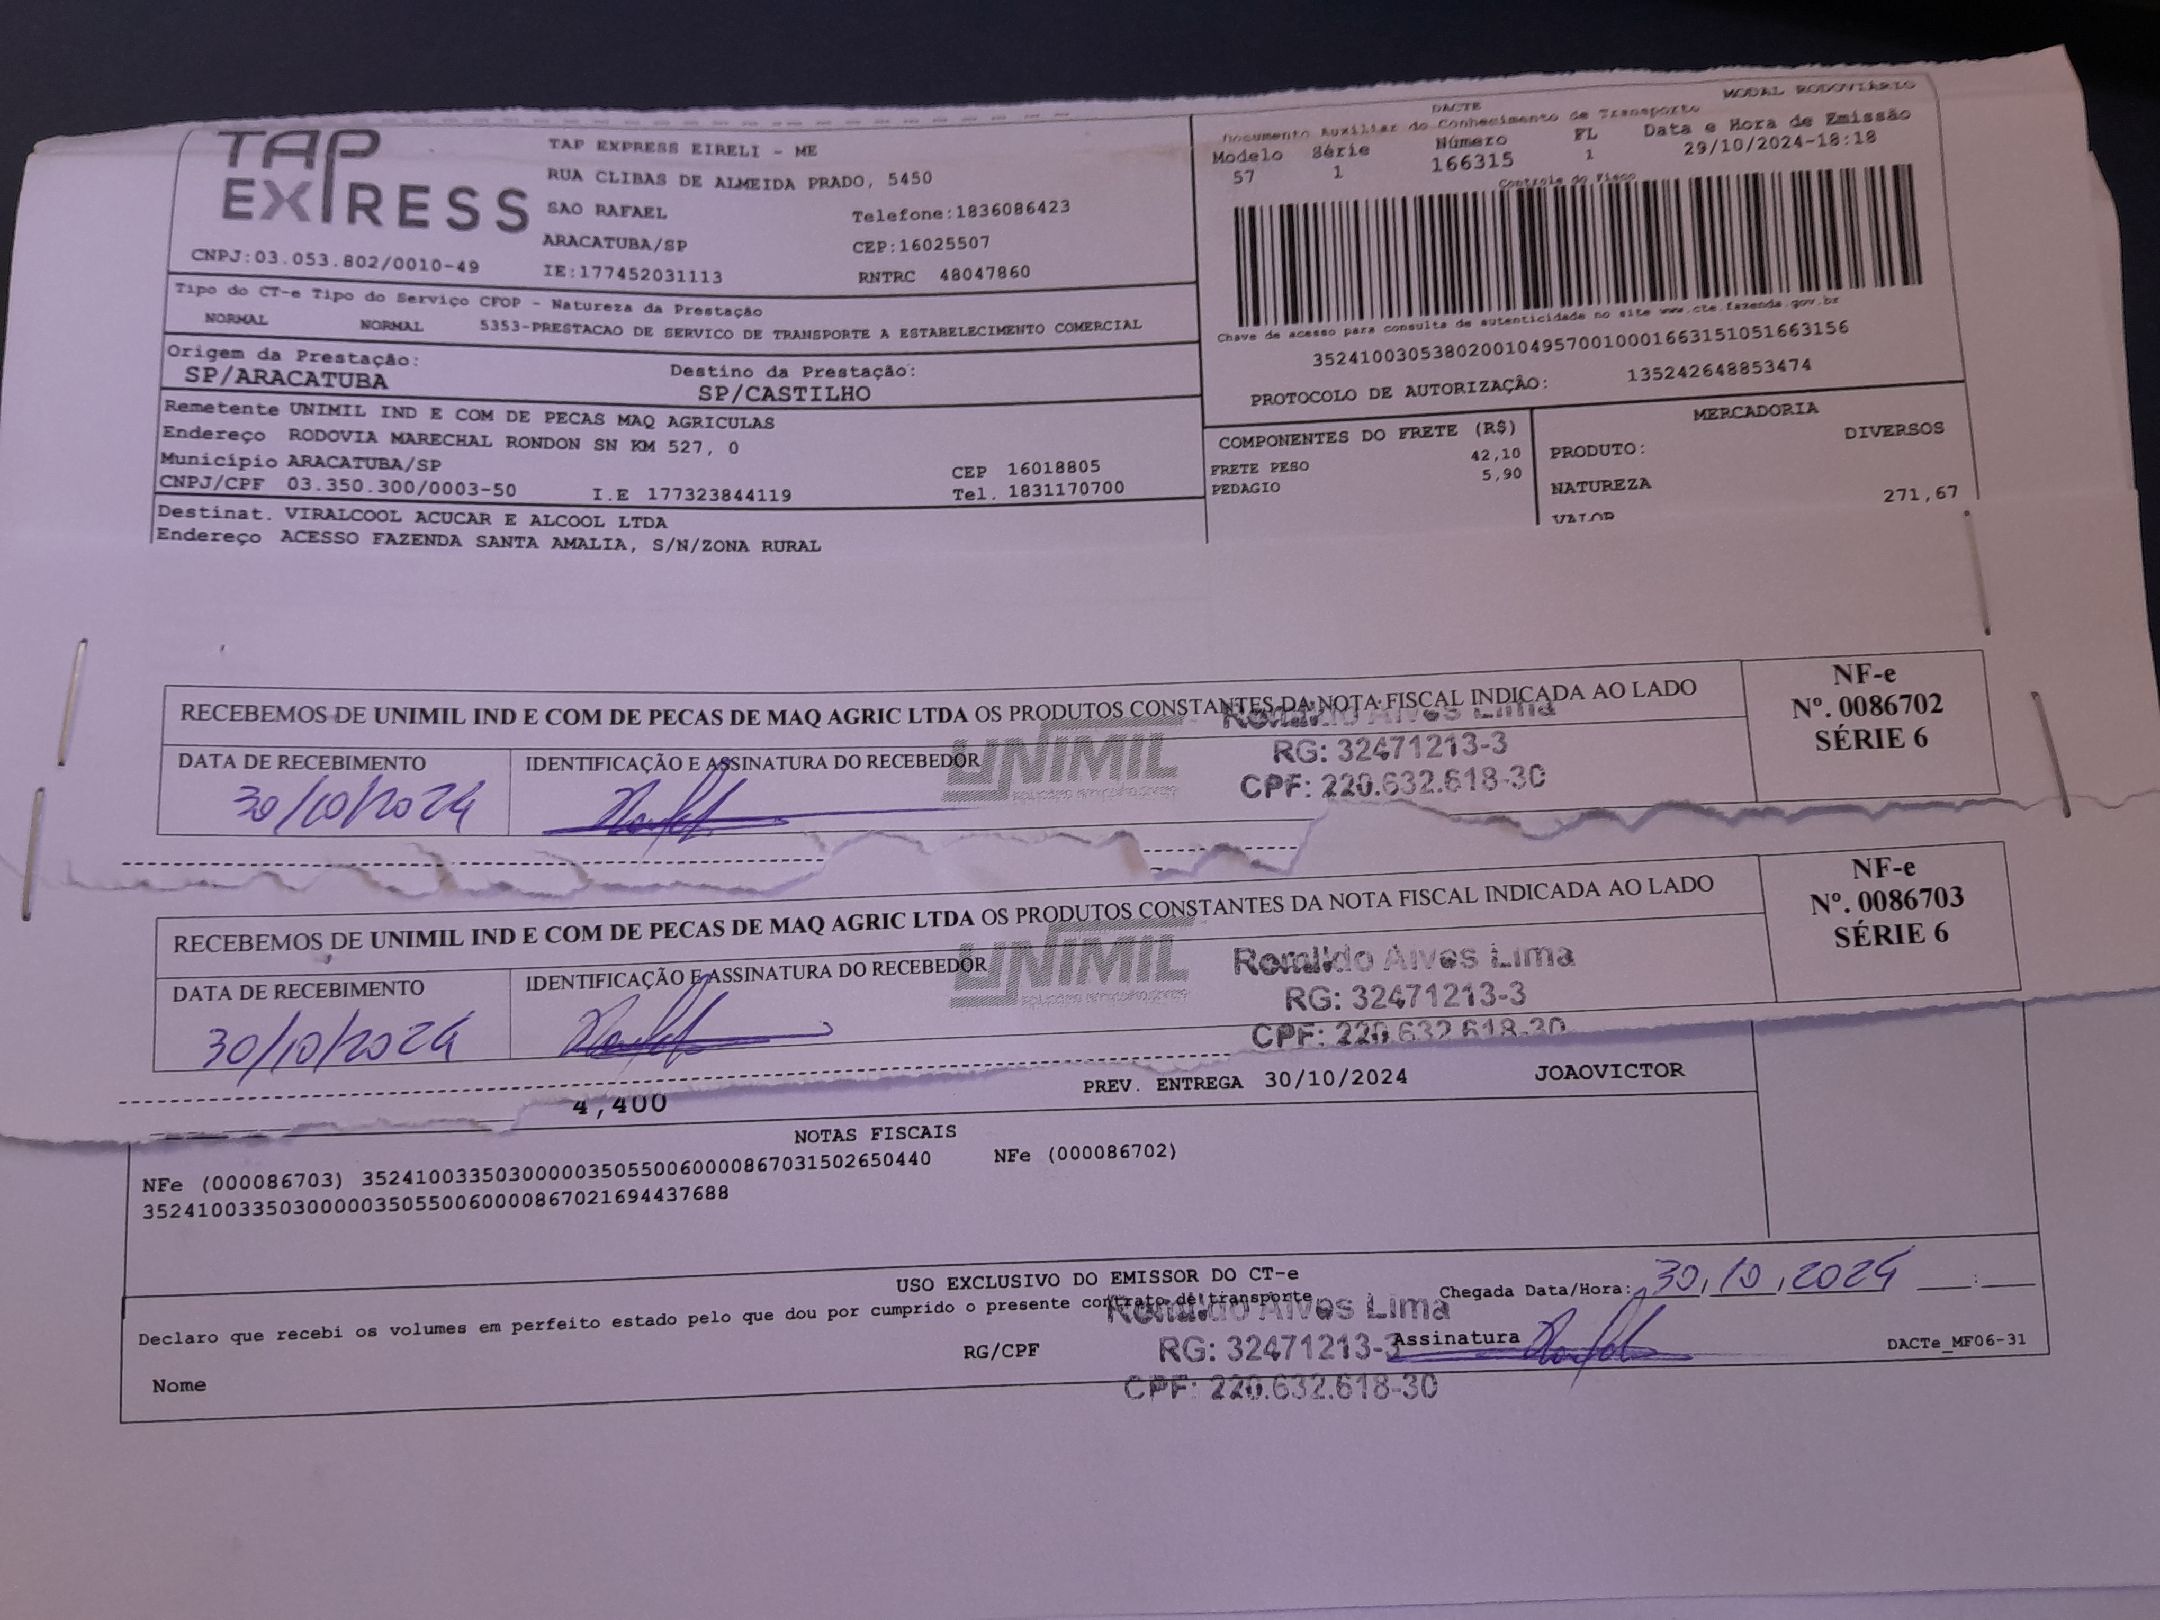 TAP EXPRESS
TAP EXPRESS EIRELI - ME
RUA CLIBAS DE ALMEIDA PRADO, 5450
SAO RAFAEL Telefone:1836086423
ARACATUBA/SP CEP:16025507
CNPJ:03.053.802/0010-49 IE:177452031113 RNTRC 48047860
MODAL RODOVIÁRIO
DACTE
Documento Auxiliar do Conhecimento de Transporto
Modelo Série Número FL Data e Hora de Emissão
57 1 166315 1 29/10/2024-18:18
Controle do Fisco
Chave de acesso para consulta de autenticidade no site www.cte.fazenda.gov.br
35241003053802001049570010001663151051663156
PROTOCOLO DE AUTORIZAÇÃO: 135242648853474
Tipo do CT-e Tipo do Serviço CFOP - Natureza da Prestação
NORMAL NORMAL 5353-PRESTACAO DE SERVICO DE TRANSPORTE A ESTABELECIMENTO COMERCIAL
Origem da Prestação: Destino da Prestação:
SP/ARACATUBA SP/CASTILHO
Remetente UNIMIL IND E COM DE PECAS MAQ AGRICULAS
Endereço RODOVIA MARECHAL RONDON SN KM 527, 0
Município ARACATUBA/SP CEP 16018805
CNPJ/CPF 03.350.300/0003-50 I.E 177323844119 Tel. 1831170700
Destinat. VIRALCOOL ACUCAR E ALCOOL LTDA
Endereço ACESSO FAZENDA SANTA AMALIA, S/N/ZONA RURAL
COMPONENTES DO FRETE (R$)
FRETE PESO 42,10
PEDAGIO 5,90
MERCADORIA
PRODUTO: DIVERSOS
NATUREZA
VALOR 271,67
RECEBEMOS DE UNIMIL IND E COM DE PECAS DE MAQ AGRIC LTDA OS PRODUTOS CONSTANTES DA NOTA FISCAL INDICADA AO LADO
NF-e
Nº. 0086702
SÉRIE 6
DATA DE RECEBIMENTO
30/10/2024
IDENTIFICAÇÃO E ASSINATURA DO RECEBEDOR
UNIMIL
Ronaldo Alves Lima
RG: 32471213-3
CPF: 220.632.618-30
RECEBEMOS DE UNIMIL IND E COM DE PECAS DE MAQ AGRIC LTDA OS PRODUTOS CONSTANTES DA NOTA FISCAL INDICADA AO LADO
NF-e
Nº. 0086703
SÉRIE 6
DATA DE RECEBIMENTO
30/10/2024
IDENTIFICAÇÃO E ASSINATURA DO RECEBEDOR
UNIMIL
Ronaldo Alves Lima
RG: 32471213-3
CPF: 220.632.618-30
4,400 PREV. ENTREGA 30/10/2024 JOAOVICTOR
NOTAS FISCAIS
NFe (000086703) 35241003350300000350550060000867031502650440 NFe (000086702)
35241003350300000350550060000867021694437688
USO EXCLUSIVO DO EMISSOR DO CT-e
Declaro que recebi os volumes em perfeito estado pelo que dou por cumprido o presente contrato de transporte
Chegada Data/Hora: 30/10/2024 __:__
Ronaldo Alves Lima
RG: 32471213-3
CPF: 220.632.618-30
Nome RG/CPF Assinatura
DACTe_MF06-31